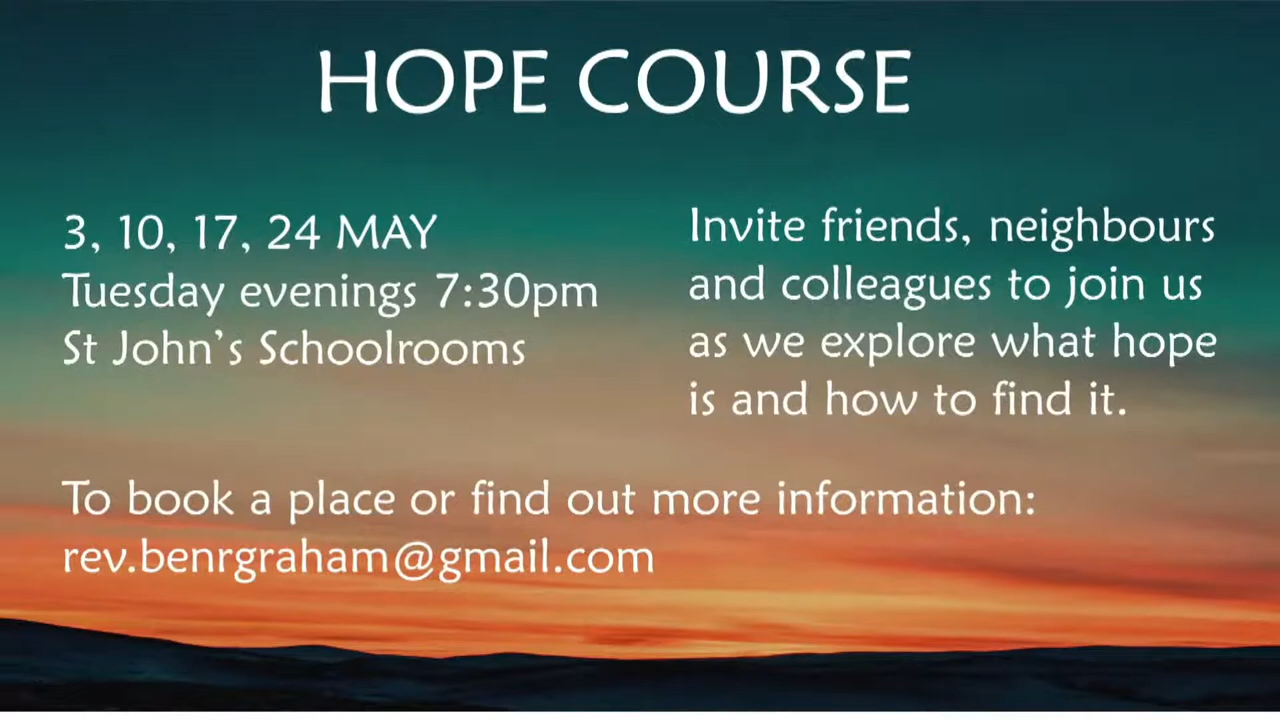 HOPE COURSE
3, 10, 17, 24 MAY
Tuesday evenings 7:30pm
St John's Schoolrooms
Invite friends, neighbours
and colleagues to join us
as we explore what hope
is and how to find it.
To book a place or find out more information:
rev.benrgraham@gmail.com